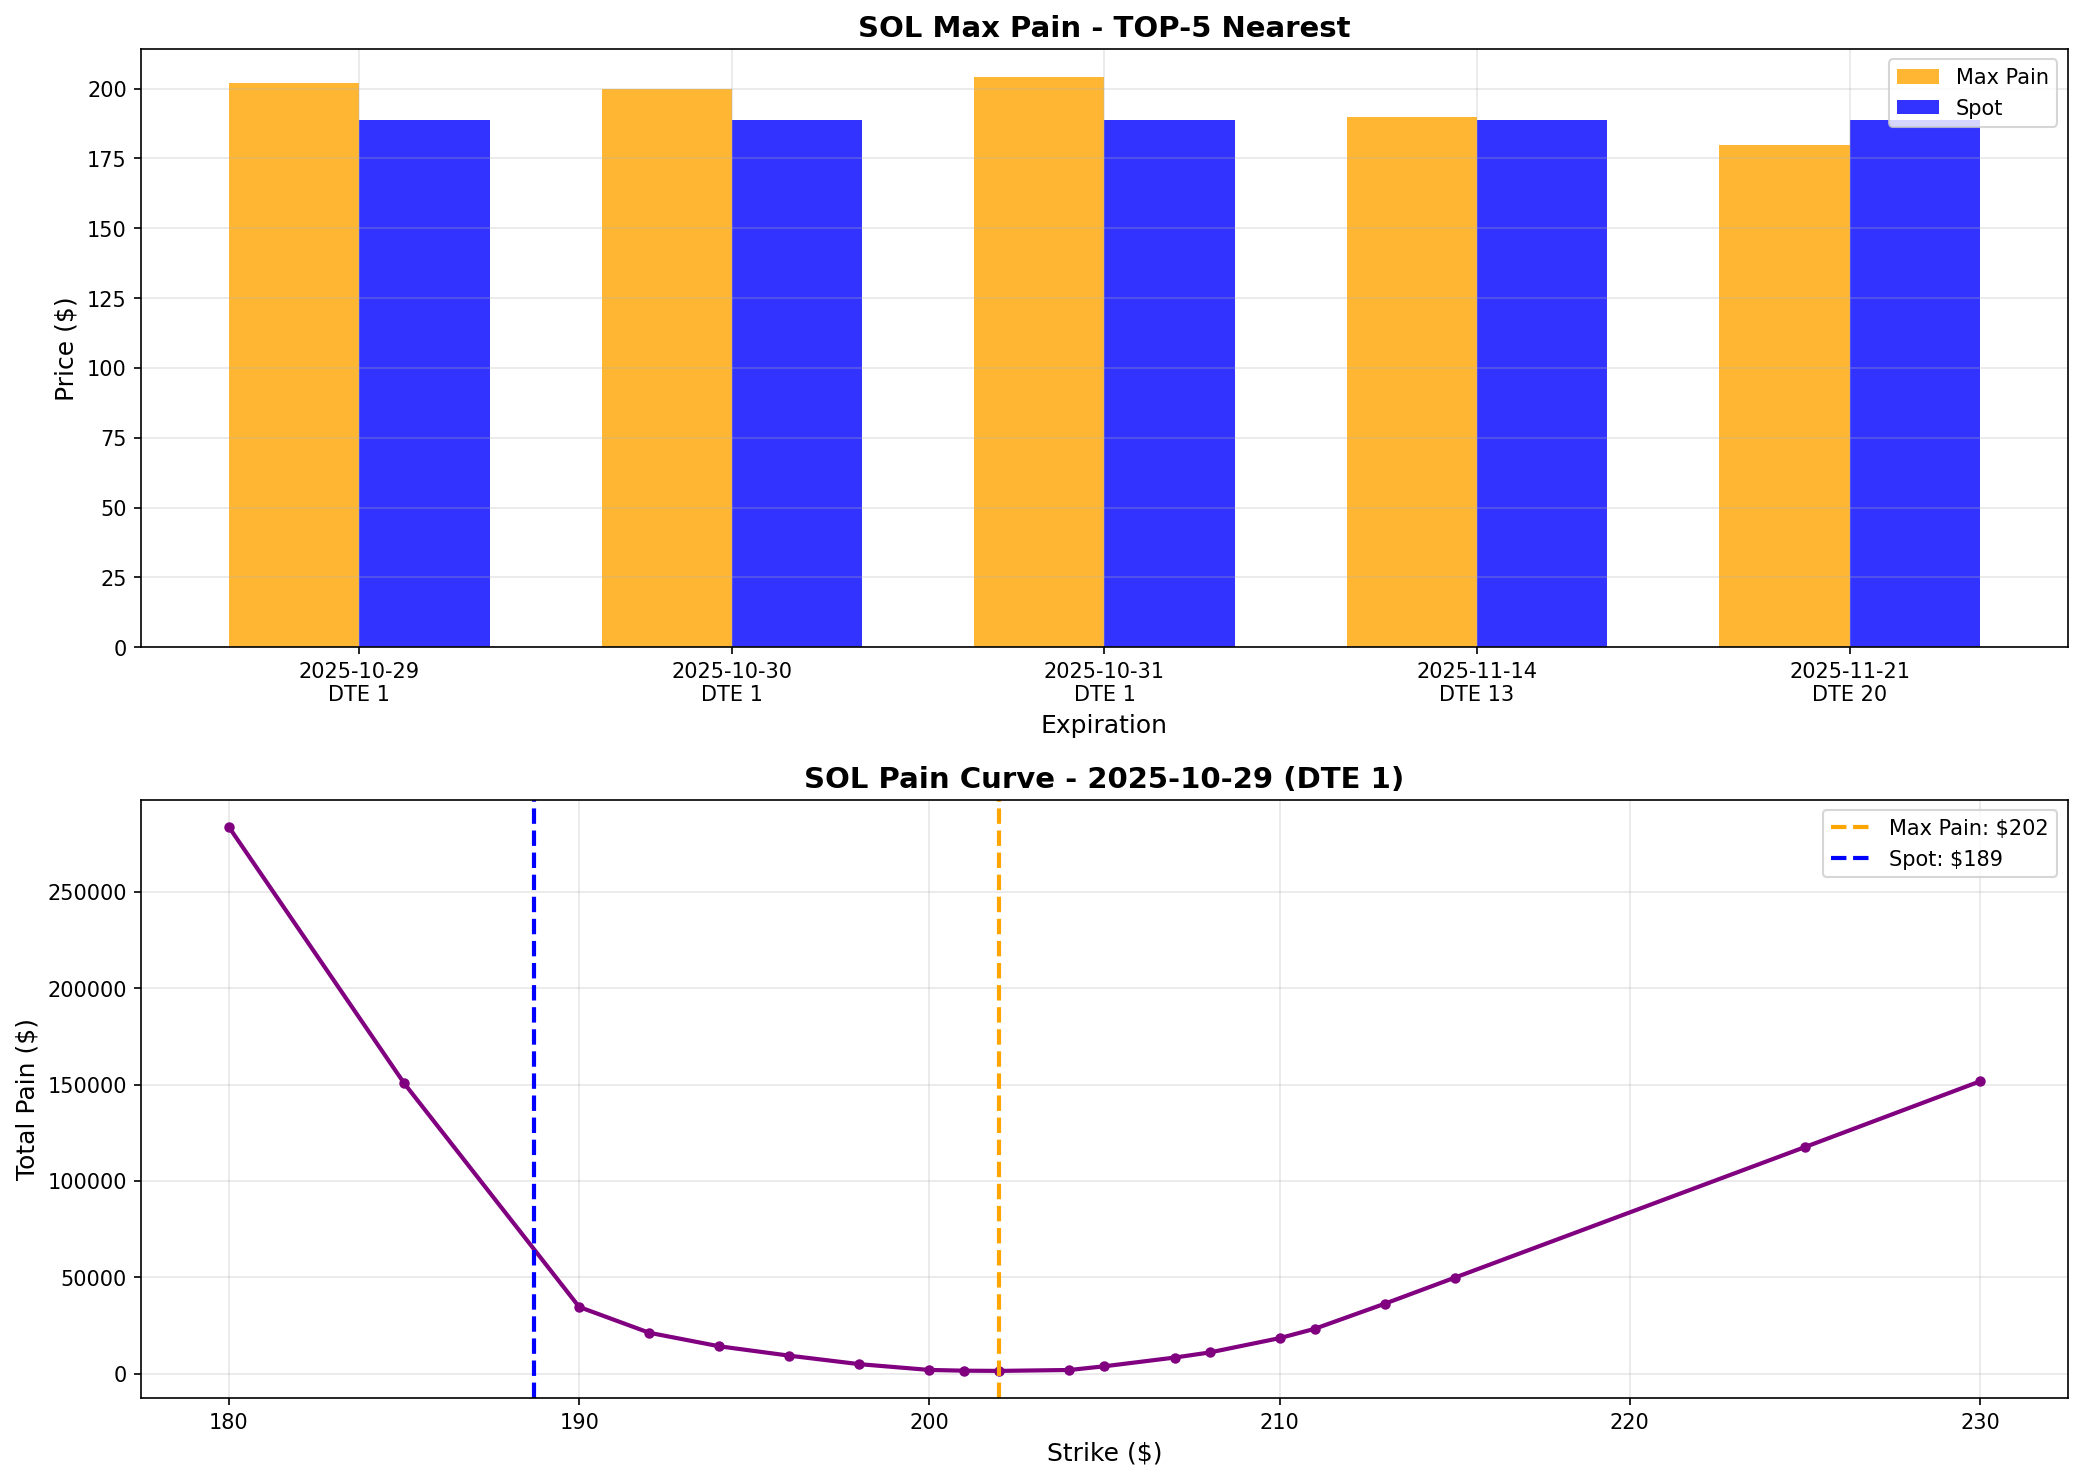 SOL Max Pain - TOP-5 Nearest
Max Pain
Spot
Price ($)
200
175
150
125
100
75
50
25
0
2025-10-29
DTE 1
2025-10-30
DTE 1
2025-10-31
DTE 1
2025-11-14
DTE 13
2025-11-21
DTE 20
Expiration
SOL Pain Curve - 2025-10-29 (DTE 1)
Max Pain: $202
Spot: $189
Total Pain ($)
250000
200000
150000
100000
50000
0
180
190
200
210
220
230
Strike ($)